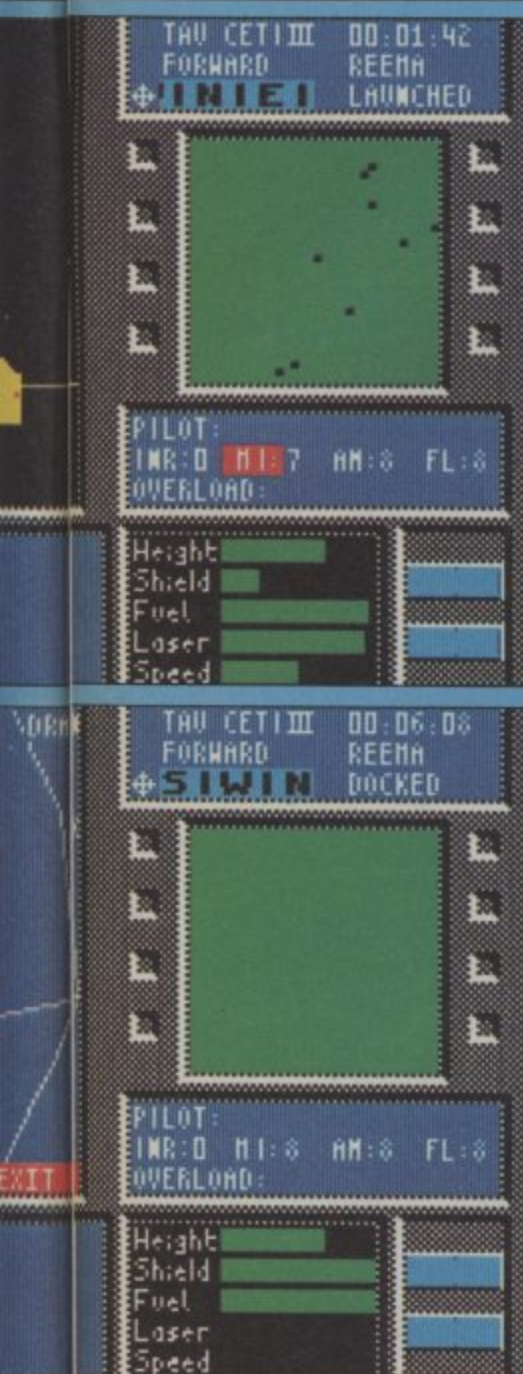 TAU CETI III 00:01:42
FORWARD REEMA
INIEI LAUNCHED
PILOT:
INR:0 MI:7 AM:8 FL:8
OVERLOAD:
Height
Shield
Fuel
Laser
Speed
TAU CETI III 00:06:08
FORWARD REEMA
SIWIN DOCKED
PILOT:
INR:0 MI:8 AM:8 FL:8
EXIT
OVERLOAD:
Height
Shield
Fuel
Laser
Speed